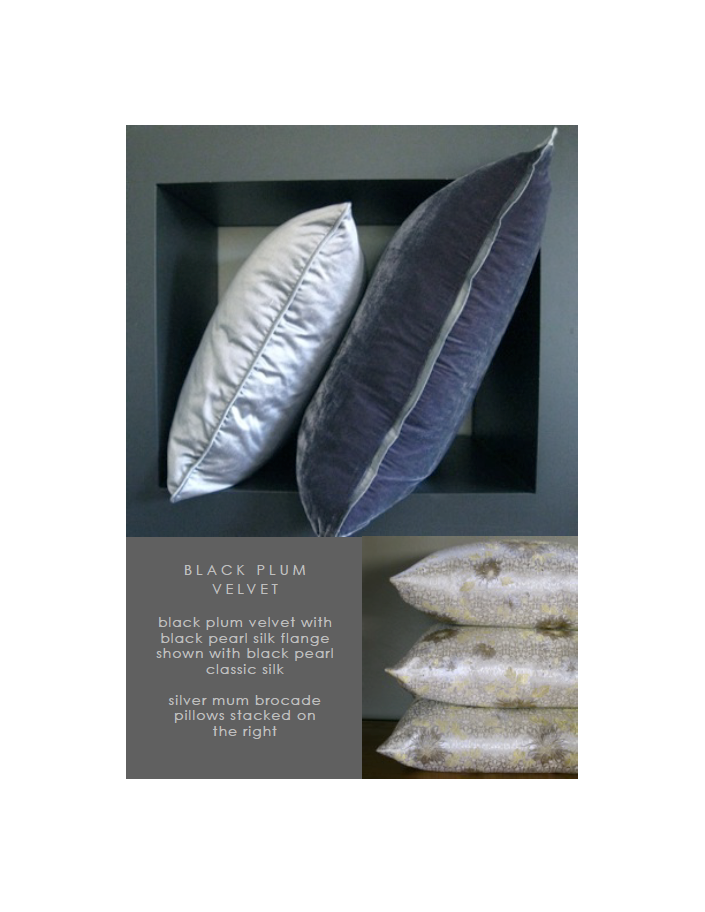 BLACK PLUM
VELVET
black plum velvet with
black pearl silk flange
shown with black pearl
classic silk
silver mum brocade
pillows stacked on
the right